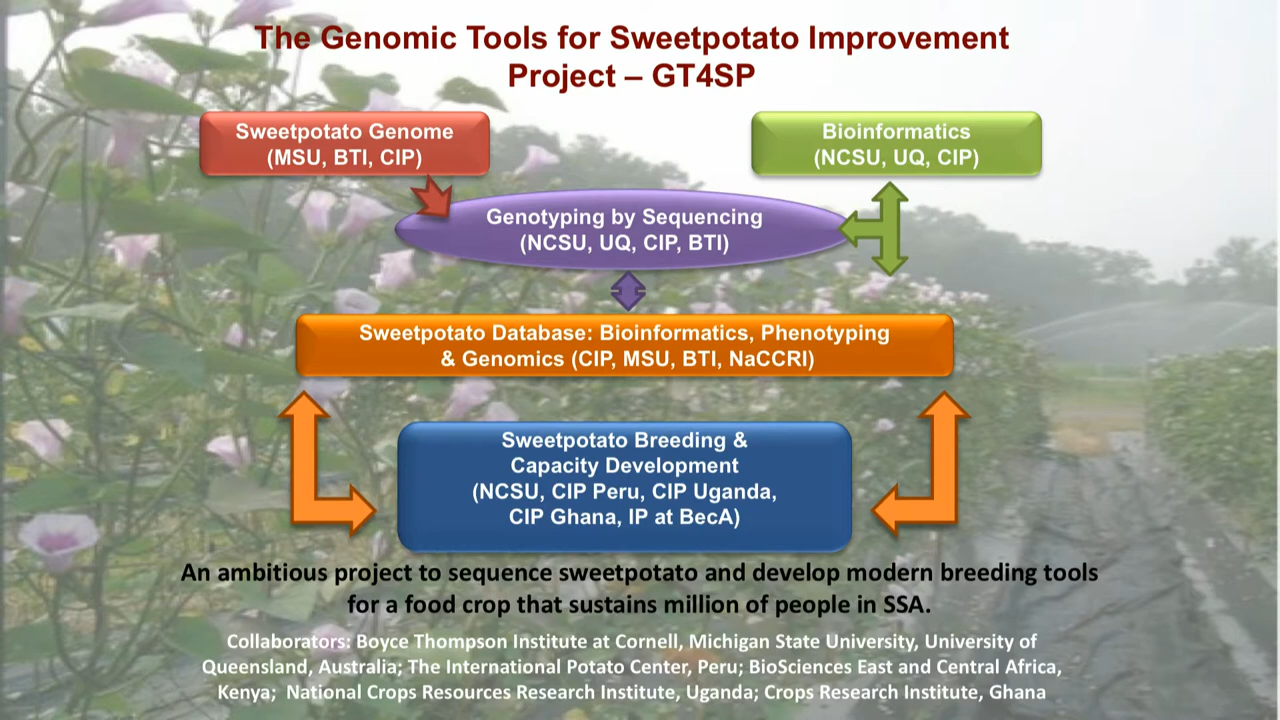 The Genomic Tools for Sweetpotato Improvement
Project – GT4SP
Sweetpotato Genome
(MSU, BTI, CIP)
Bioinformatics
(NCSU, UQ, CIP)
Genotyping by Sequencing
(NCSU, UQ, CIP, BTI)
Sweetpotato Database: Bioinformatics, Phenotyping
& Genomics (CIP, MSU, BTI, NaCCRI)
Sweetpotato Breeding &
Capacity Development
(NCSU, CIP Peru, CIP Uganda,
CIP Ghana, IP at BecA)
An ambitious project to sequence sweetpotato and develop modern breeding tools
for a food crop that sustains million of people in SSA.
Collaborators: Boyce Thompson Institute at Cornell, Michigan State University, University of
Queensland, Australia; The International Potato Center, Peru; BioSciences East and Central Africa,
Kenya; National Crops Resources Research Institute, Uganda; Crops Research Institute, Ghana